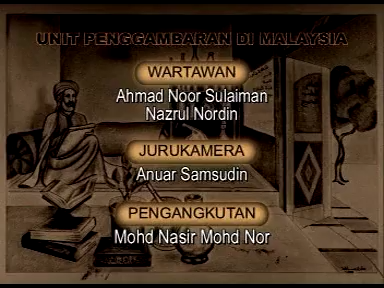 UNIT PENGGAMBARAN DI MALAYSIA
WARTAWAN
Ahmad Noor Sulaiman
Nazrul Nordin
JURUKAMERA
Anuar Samsudin
PENGANGKUTAN
Mohd Nasir Mohd Nor